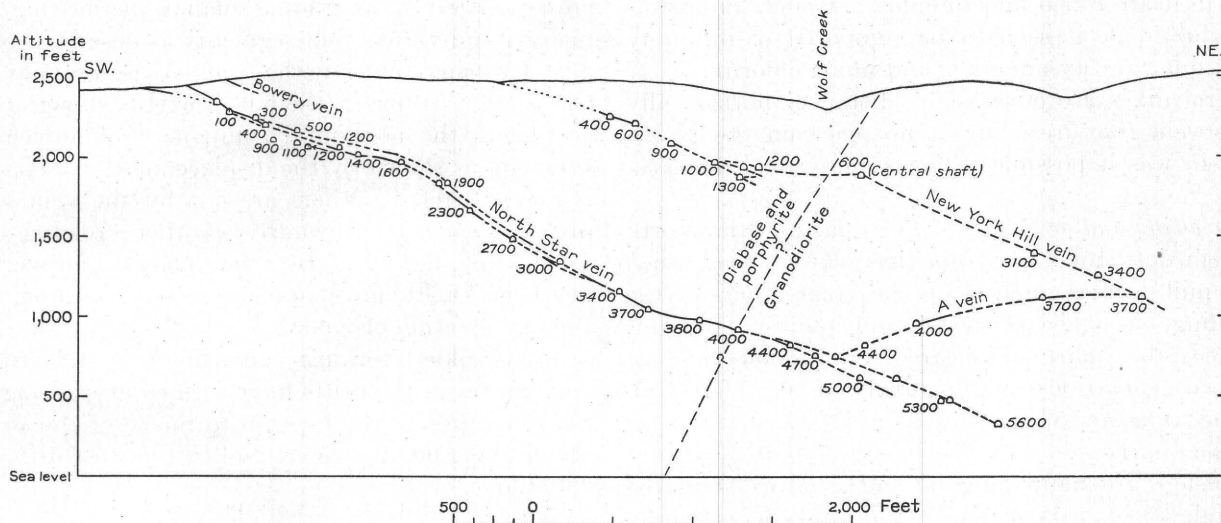 Altitude
in feet
SW.
NE.
2,500
2,000
1,500
1,000
500
Sea level
Wolf Creek
Bowery vein
100
300
400
500
900
1100
1200
1200
1400
1600
1900
2300
2700
3000
3400
3700
3800
4000
4400
4700
5000
5300
5600
North Star vein
400
600
900
1000
1200
1300
1600
(Central shaft)
New York Hill vein
3100
3400
3700
3700
A vein
4000
4400
Diabase and
porphyrite
Granodiorite
500 0 2,000 Feet